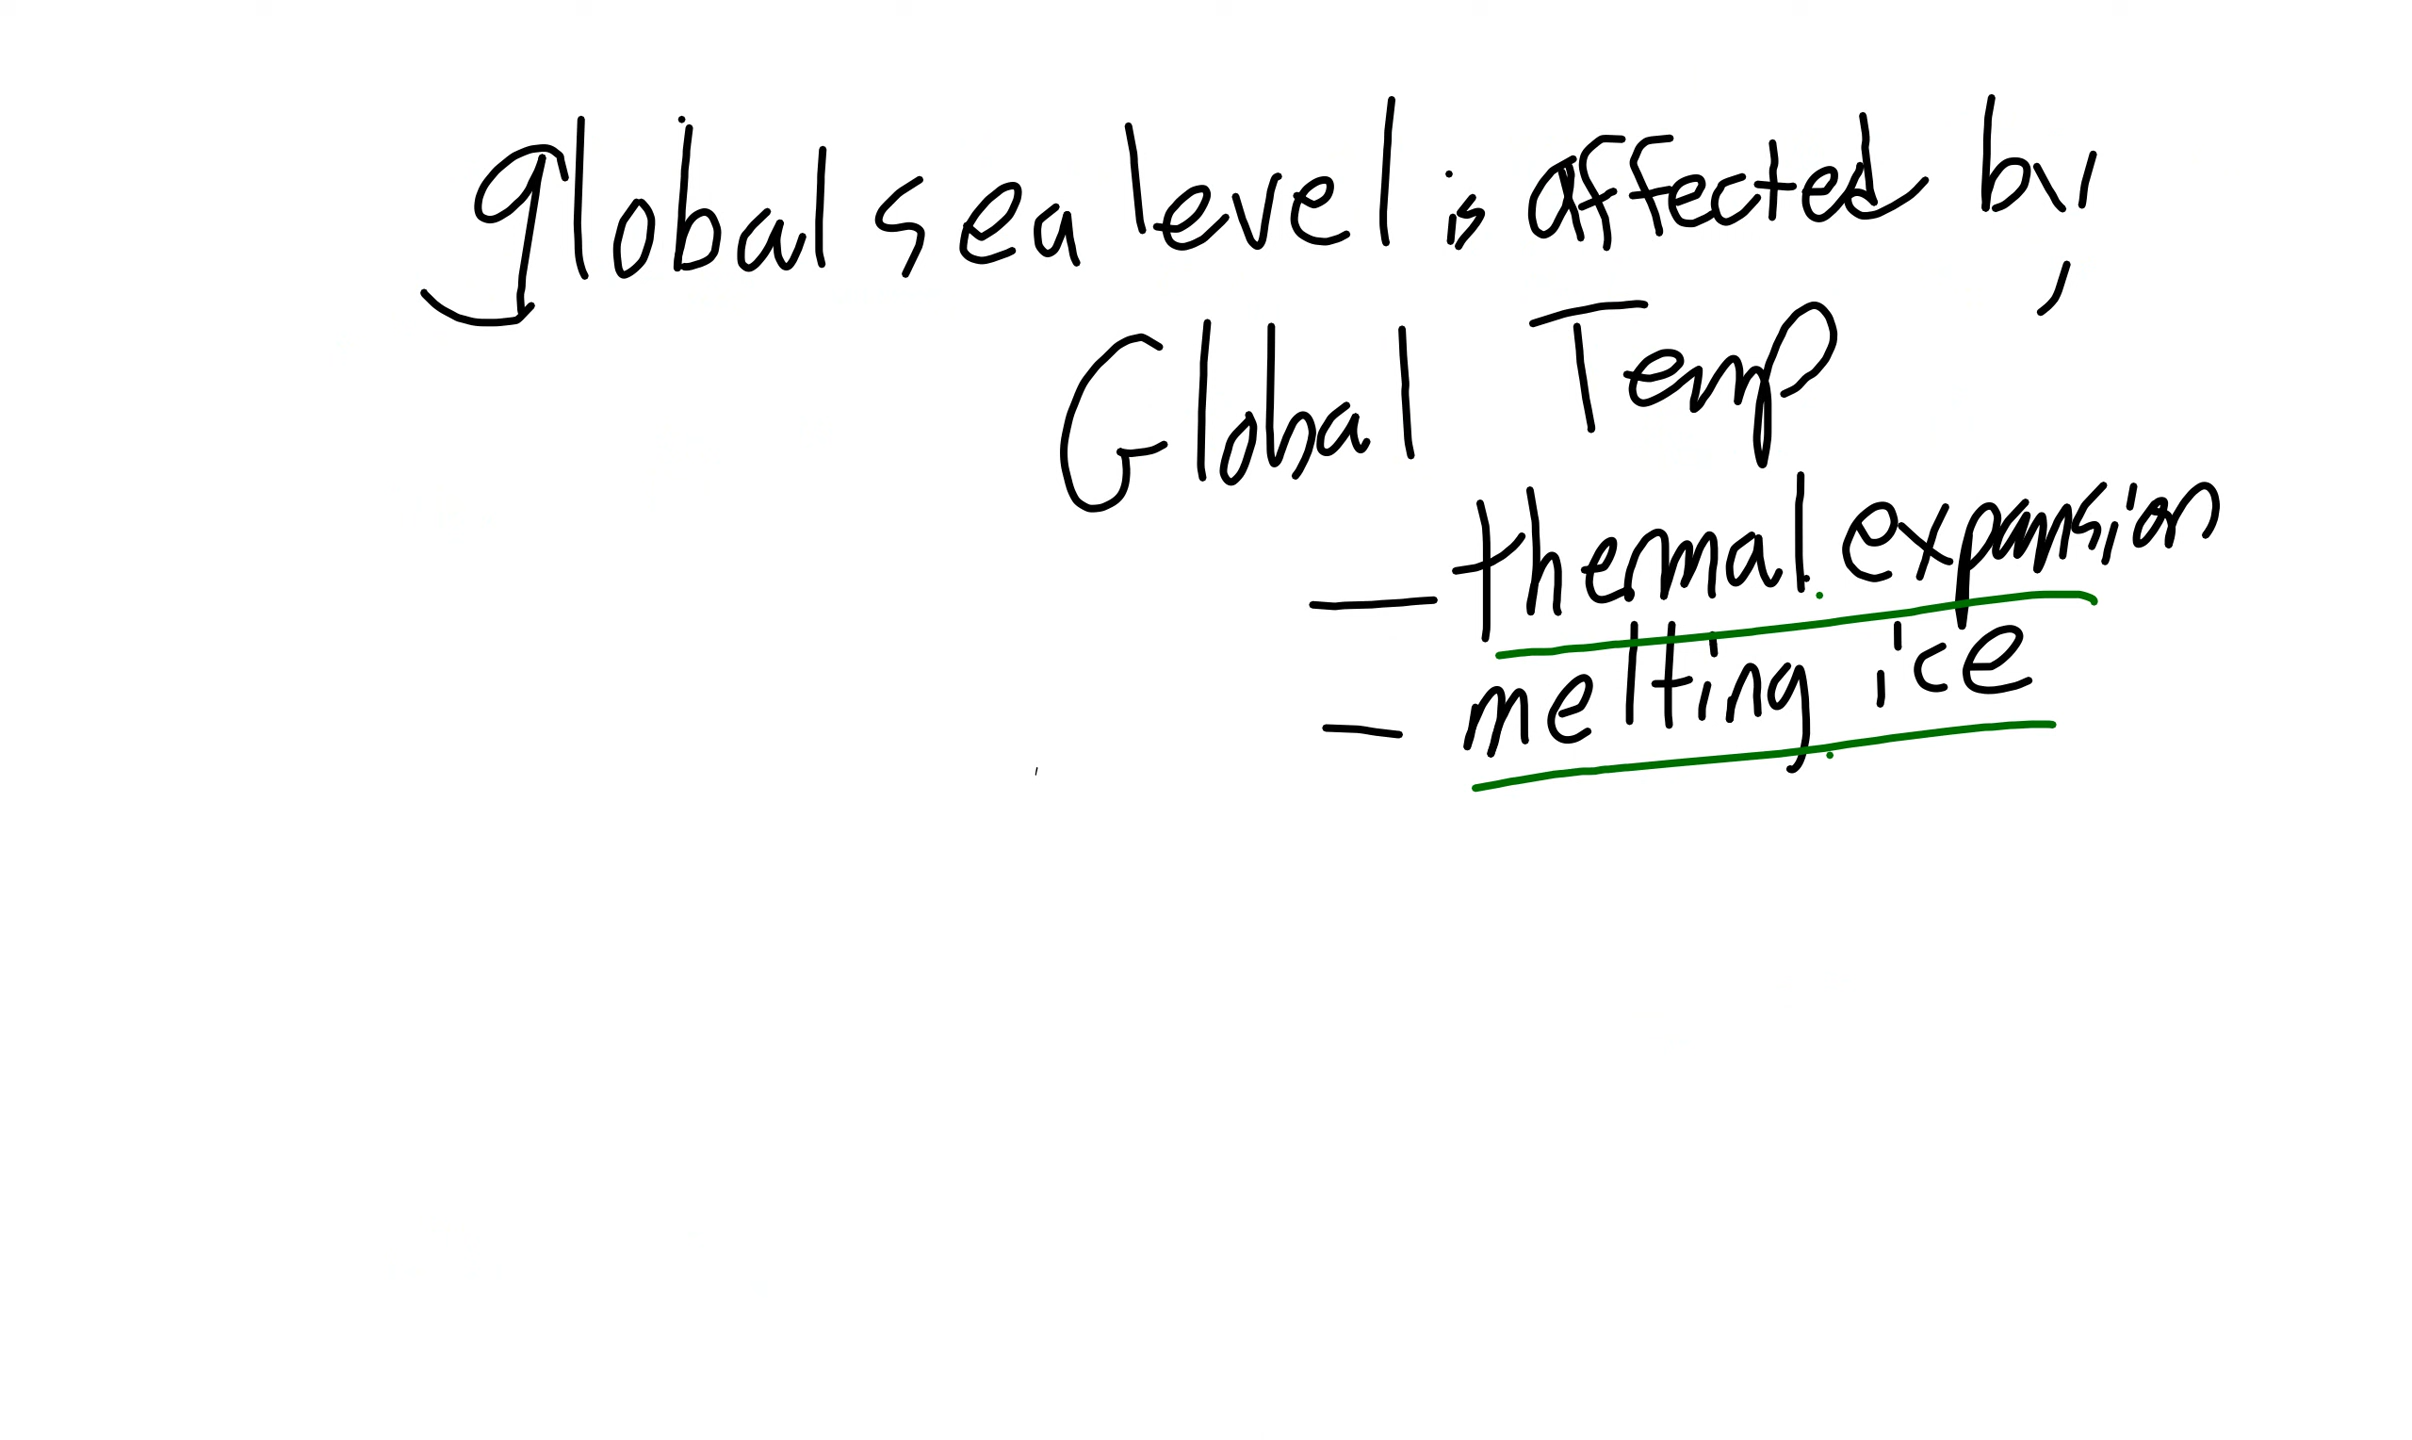 global sea level is affected by,
Global Temp
- thermal expansion
- melting ice